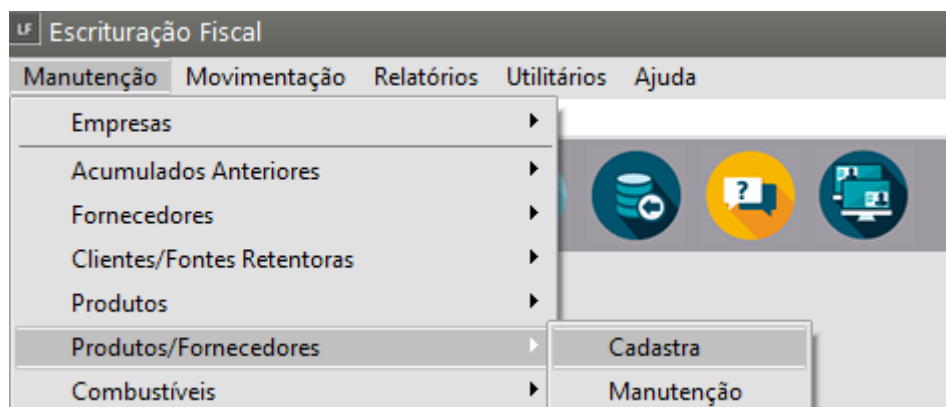 LF Escrituração Fiscal
Manutenção Movimentação Relatórios Utilitários Ajuda
Empresas
Acumulados Anteriores
Fornecedores
Clientes/Fontes Retentoras
Produtos
Produtos/Fornecedores
Cadastra
Combustíveis
Manutenção
?